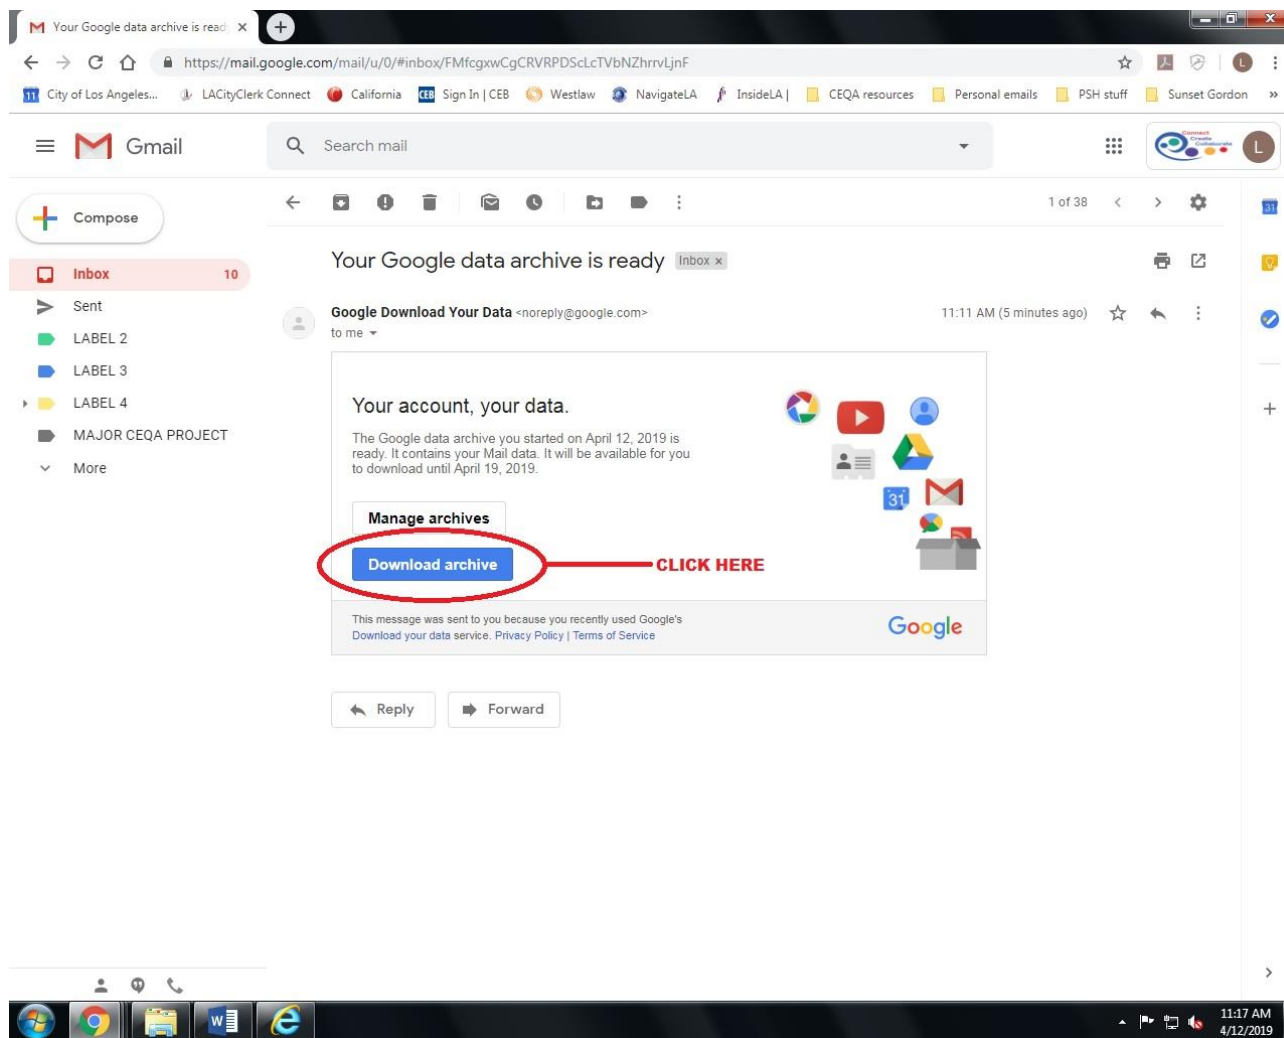 Your Google data archive is read
https://mail.google.com/mail/u/0/#inbox/FMfcgxwCgCRVRPDScLcTVbNZhrrvLjnF
L
11 City of Los Angeles... LACityClerk Connect California CEB Sign In | CEB Westlaw NavigateLA InsideLA | CEQA resources Personal emails PSH stuff Sunset Gordon »
Gmail
Search mail
Connect
Create
Collaborate
L
Compose
1 of 38
31
Your Google data archive is ready Inbox x
Inbox 10
Sent
LABEL 2
LABEL 3
LABEL 4
MAJOR CEQA PROJECT
More
Google Download Your Data <noreply@google.com> 11:11 AM (5 minutes ago)
to me
Your account, your data.
The Google data archive you started on April 12, 2019 is
ready. It contains your Mail data. It will be available for you
to download until April 19, 2019.
31
Manage archives
Download archive
CLICK HERE
This message was sent to you because you recently used Google's
Download your data service. Privacy Policy | Terms of Service
Google
Reply Forward
W
11:17 AM
4/12/2019